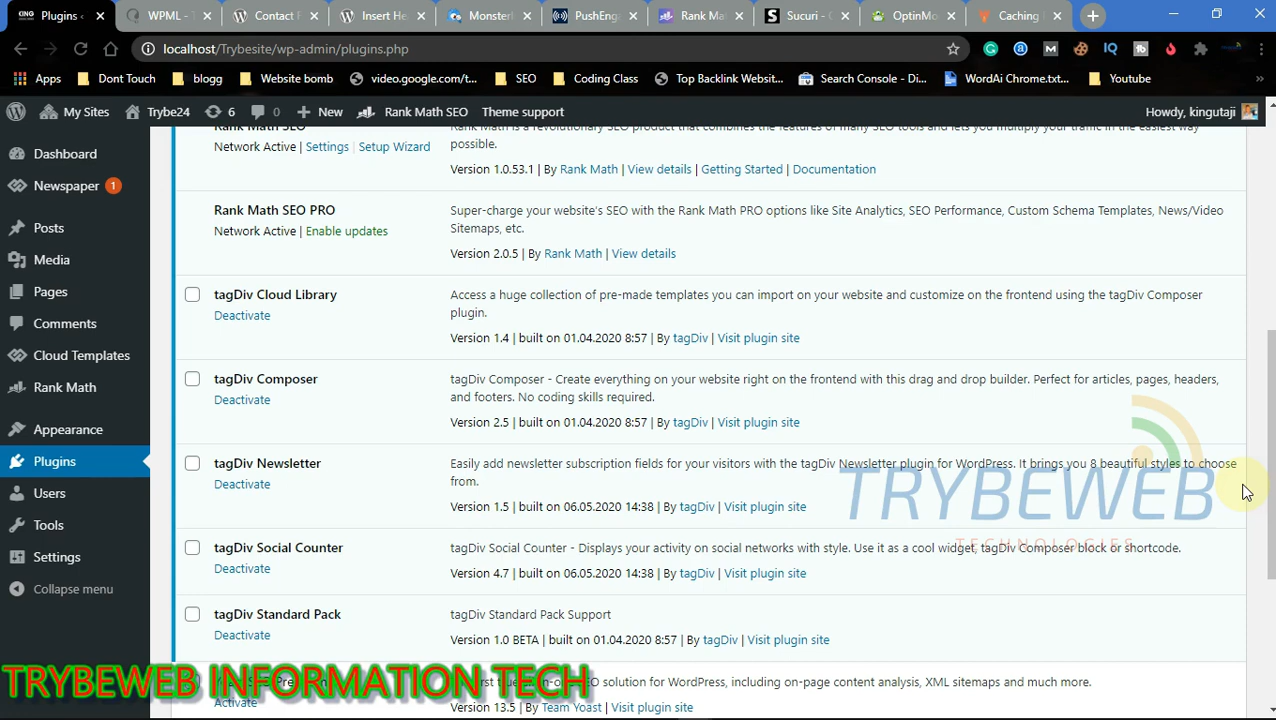 Plugins ‹
WPML - T
Contact F
Insert He
MonsterI
PushEng
Rank Ma
Sucuri - C
OptinMo
Caching
localhost/Trybesite/wp-admin/plugins.php
Apps
Dont Touch
blogg
Website bomb
video.google.com/t...
SEO
Coding Class
Top Backlink Websit...
Search Console - Di...
WordAi Chrome.txt...
Youtube
»
My Sites
Trybe24
6
0
New
Rank Math SEO
Theme support
Howdy, kingutaji
Dashboard
Newspaper 1
Posts
Media
Pages
Comments
Cloud Templates
Rank Math
Appearance
Plugins
Users
Tools
Settings
Collapse menu
Rank Math SEO
Network Active | Settings | Setup Wizard
Rank Math is a revolutionary SEO product that combines the features of many SEO tools and lets you multiply your traffic in the easiest way
possible.
Version 1.0.53.1 | By Rank Math | View details | Getting Started | Documentation
Rank Math SEO PRO
Network Active | Enable updates
Super-charge your website's SEO with the Rank Math PRO options like Site Analytics, SEO Performance, Custom Schema Templates, News/Video
Sitemaps, etc.
Version 2.0.5 | By Rank Math | View details
tagDiv Cloud Library
Deactivate
Access a huge collection of pre-made templates you can import on your website and customize on the frontend using the tagDiv Composer
plugin.
Version 1.4 | built on 01.04.2020 8:57 | By tagDiv | Visit plugin site
tagDiv Composer
Deactivate
tagDiv Composer - Create everything on your website right on the frontend with this drag and drop builder. Perfect for articles, pages, headers,
and footers. No coding skills required.
Version 2.5 | built on 01.04.2020 8:57 | By tagDiv | Visit plugin site
tagDiv Newsletter
Deactivate
Easily add newsletter subscription fields for your visitors with the tagDiv Newsletter plugin for WordPress. It brings you 8 beautiful styles to choose
from.
Version 1.5 | built on 06.05.2020 14:38 | By tagDiv | Visit plugin site
tagDiv Social Counter
Deactivate
tagDiv Social Counter - Displays your activity on social networks with style. Use it as a cool widget, tagDiv Composer block or shortcode.
Version 4.7 | built on 06.05.2020 14:38 | By tagDiv | Visit plugin site
tagDiv Standard Pack
Deactivate
tagDiv Standard Pack Support
Version 1.0 BETA | built on 01.04.2020 8:57 | By tagDiv | Visit plugin site
Activate
SEO solution for WordPress, including on-page content analysis, XML sitemaps and much more.
Version 13.5 | By Team Yoast | Visit plugin site
TRYBEWEB
TECHNOLOGIES
TRYBEWEB INFORMATION TECH